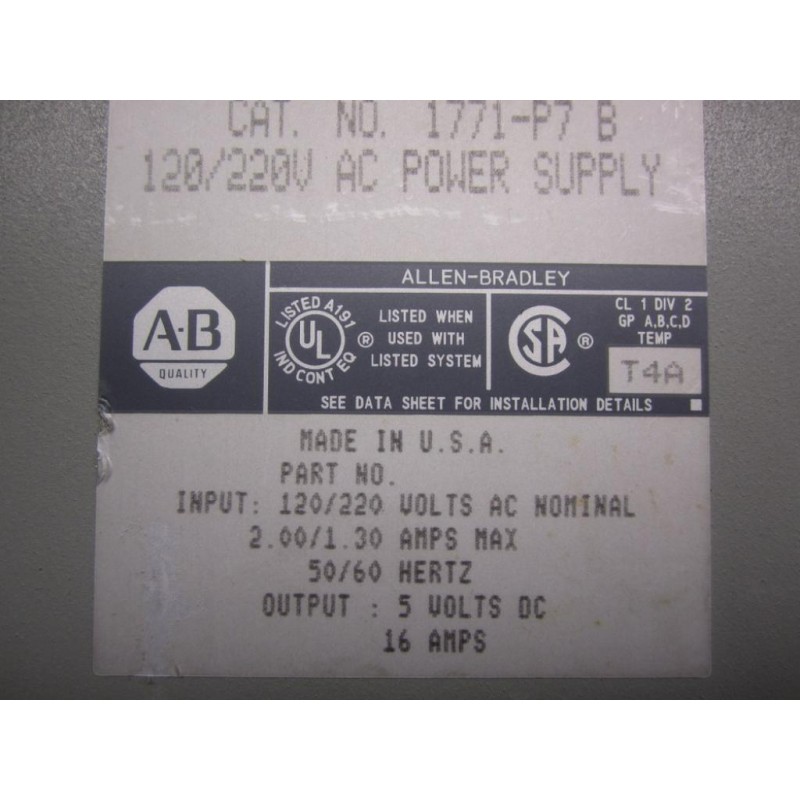 CAT. NO. 1771-P7 B
120/220V AC POWER SUPPLY
ALLEN-BRADLEY
A-B
QUALITY
LISTED A191
UL ®
IND CONT EQ
LISTED WHEN
USED WITH
LISTED SYSTEM
CSA ®
CL 1 DIV 2
GP A,B,C,D
TEMP
T4A
SEE DATA SHEET FOR INSTALLATION DETAILS
MADE IN U.S.A.
PART NO.
INPUT: 120/220 VOLTS AC NOMINAL
2.00/1.30 AMPS MAX
50/60 HERTZ
OUTPUT : 5 VOLTS DC
16 AMPS